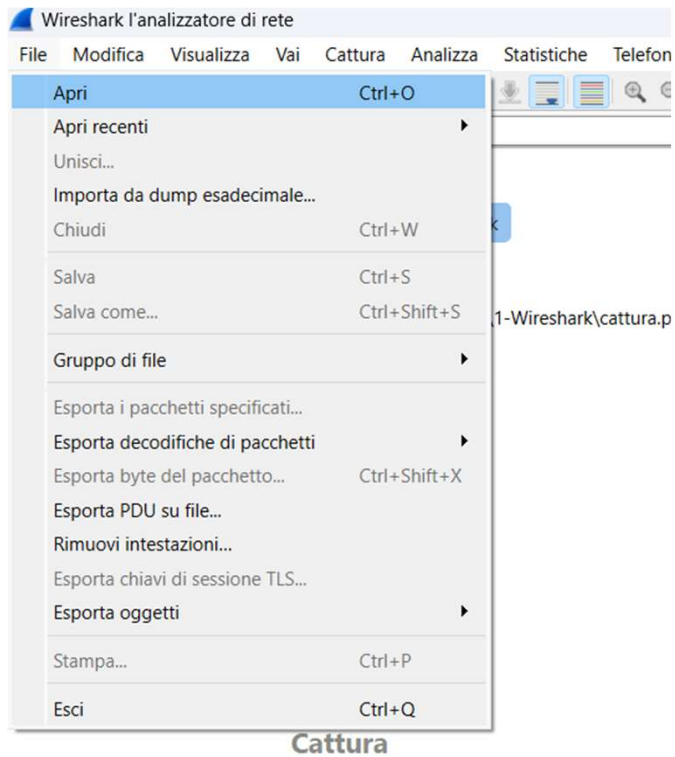 Wireshark l'analizzatore di rete
File Modifica Visualizza Vai Cattura Analizza Statistiche Telefon
Apri Ctrl+O
Apri recenti
Unisci...
Importa da dump esadecimale...
Chiudi Ctrl+W
k
Salva Ctrl+S
Salva come... Ctrl+Shift+S
\1-Wireshark\cattura.p
Gruppo di file
Esporta i pacchetti specificati...
Esporta decodifiche di pacchetti
Esporta byte del pacchetto... Ctrl+Shift+X
Esporta PDU su file...
Rimuovi intestazioni...
Esporta chiavi di sessione TLS...
Esporta oggetti
Stampa... Ctrl+P
Esci Ctrl+Q
Cattura